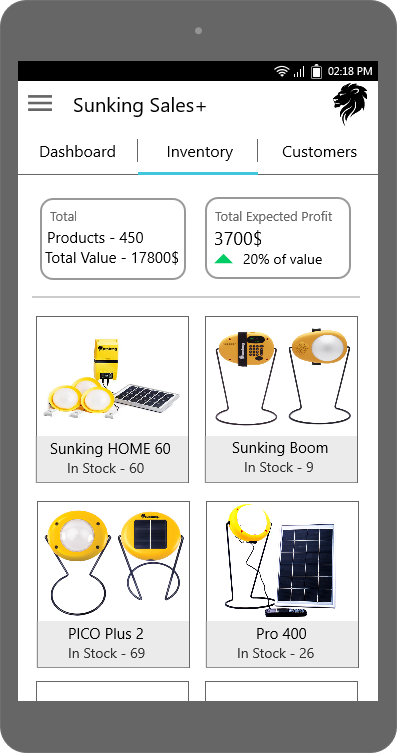 02:18 PM
Sunking Sales+
Dashboard
Inventory
Customers
Total
Products - 450
Total Value - 17800$
Total Expected Profit
3700$
20% of value
Sunking HOME 60
In Stock - 60
Sunking Boom
In Stock - 9
PICO Plus 2
In Stock - 69
Pro 400
In Stock - 26